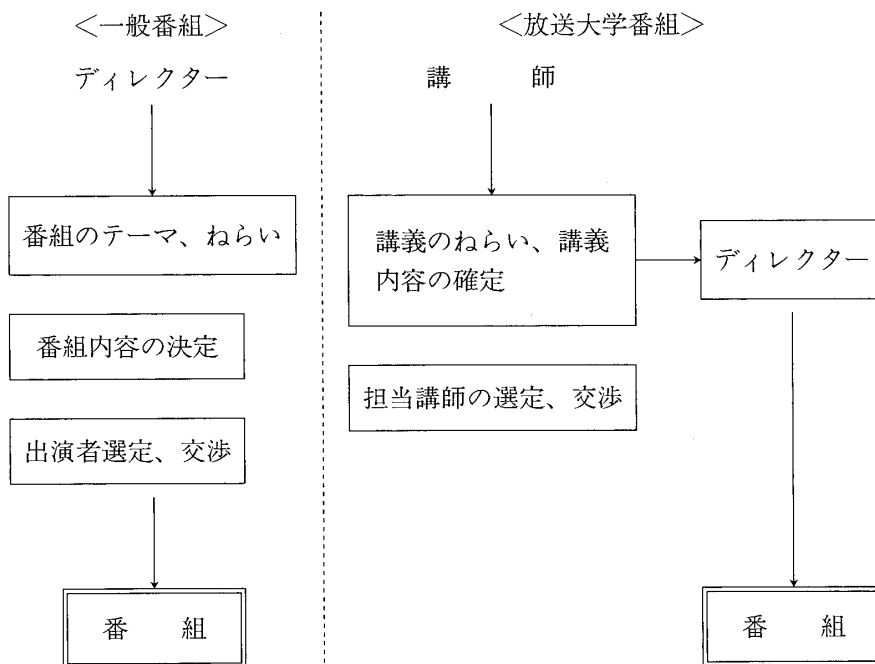 <一般番組>
ディレクター
番組のテーマ、ねらい
番組内容の決定
出演者選定、交渉
番 組
<放送大学番組>
講 師
講義のねらい、講義
内容の確定
担当講師の選定、交渉
ディレクター
番 組